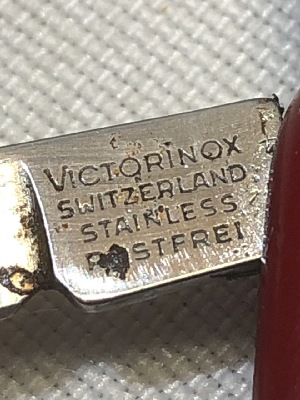 VICTORINOX
SWITZERLAND
STAINLESS
ROSTFREI